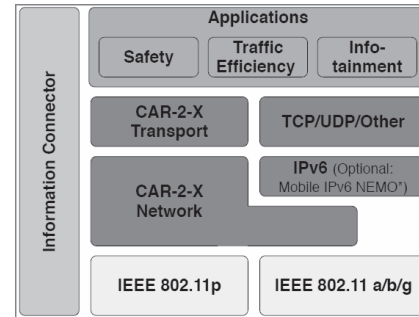 Applications
Safety
Traffic
Efficiency
Info-
tainment
Information Connector
CAR-2-X
Transport
TCP/UDP/Other
CAR-2-X
Network
IPv6 (Optional:
Mobile IPv6 NEMO*)
IEEE 802.11p
IEEE 802.11 a/b/g